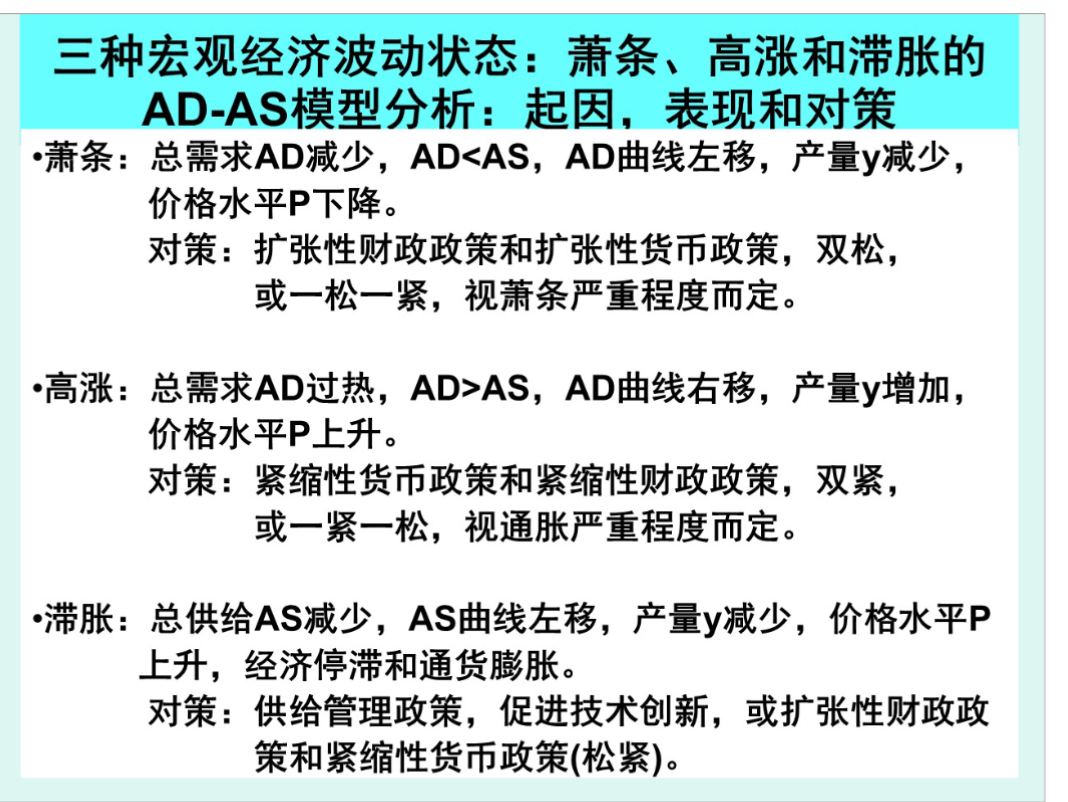 三种宏观经济波动状态：萧条、高涨和滞胀的
AD-AS模型分析：起因，表现和对策
•萧条：总需求AD减少，AD<AS，AD曲线左移，产量y减少，
价格水平P下降。
对策：扩张性财政政策和扩张性货币政策，双松，
或一松一紧，视萧条严重程度而定。
•高涨：总需求AD过热，AD>AS，AD曲线右移，产量y增加，
价格水平P上升。
对策：紧缩性货币政策和紧缩性财政政策，双紧，
或一紧一松，视通胀严重程度而定。
•滞胀：总供给AS减少，AS曲线左移，产量y减少，价格水平P
上升，经济停滞和通货膨胀。
对策：供给管理政策，促进技术创新，或扩张性财政政
策和紧缩性货币政策(松紧)。